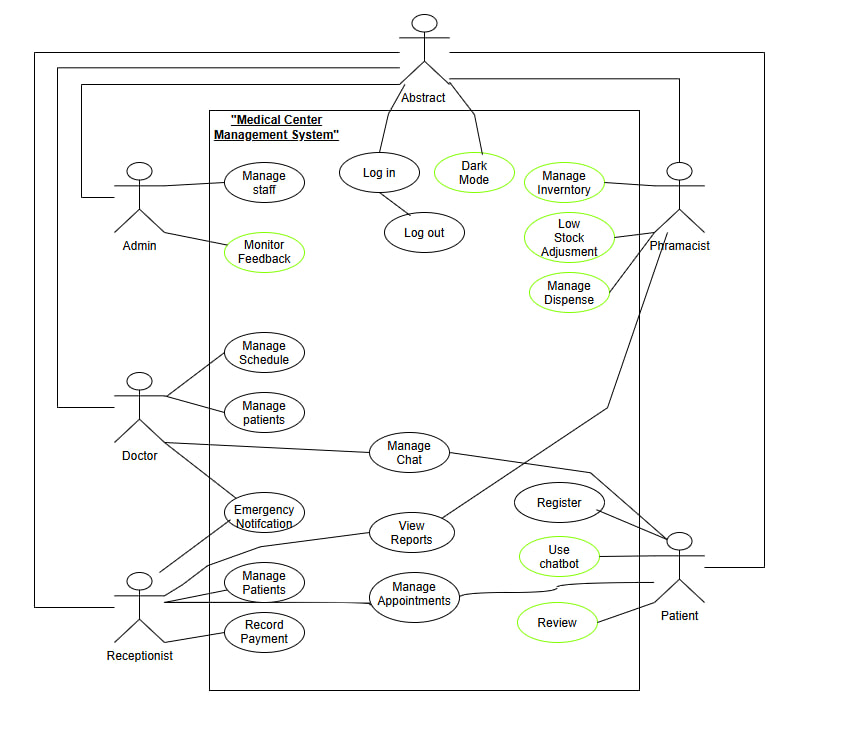 Abstract
"Medical Center
Management System"
Manage
staff
Log in
Dark
Mode
Manage
Inverntory
Log out
Low
Stock
Adjusment
Admin
Monitor
Feedback
Phramacist
Manage
Dispense
Manage
Schedule
Manage
patients
Doctor
Manage
Chat
Emergency
Notifcation
View
Reports
Register
Use
chatbot
Manage
Patients
Manage
Appointments
Patient
Record
Payment
Review
Receptionist